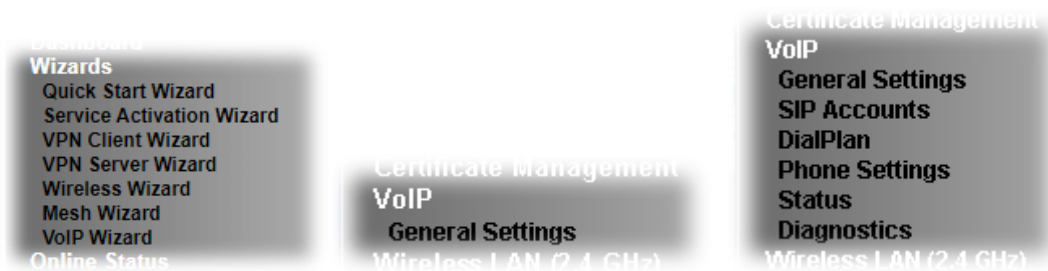 Dashboard
Wizards
Quick Start Wizard
Service Activation Wizard
VPN Client Wizard
VPN Server Wizard
Wireless Wizard
Mesh Wizard
VoIP Wizard
Online Status
Certificate Management
VoIP
General Settings
Wireless LAN (2.4 GHz)
Certificate Management
VoIP
General Settings
SIP Accounts
DialPlan
Phone Settings
Status
Diagnostics
Wireless LAN (2.4 GHz)